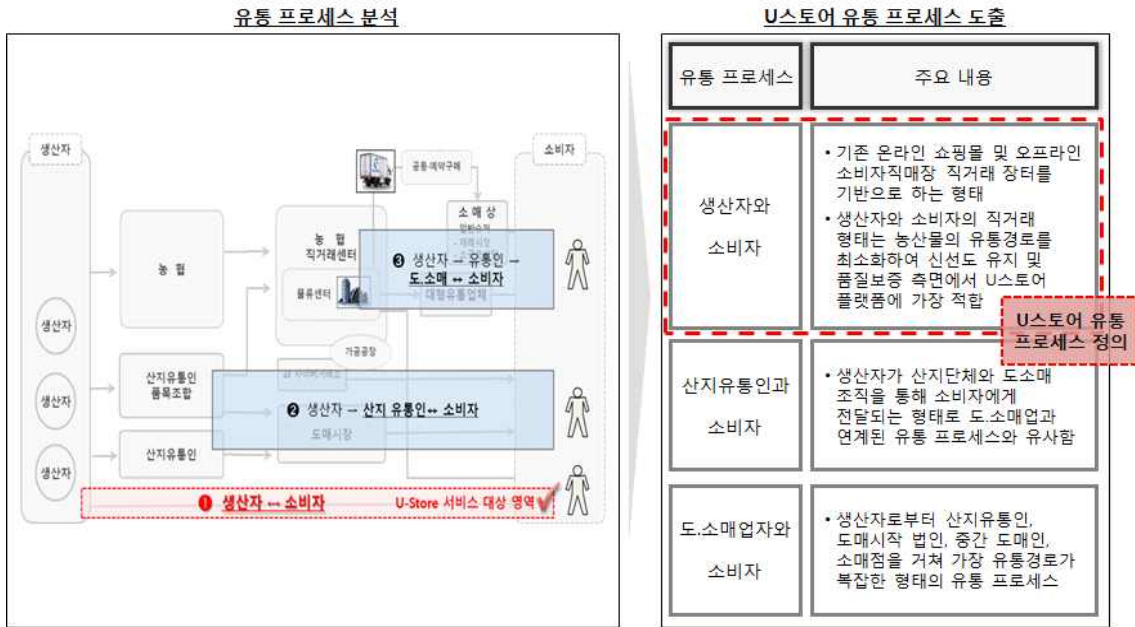 유통 프로세스 분석
생산자
소비자
공동·예약구매
소 매 상
농 협
농 협
직거래센터
❸ 생산자 → 유통인 →
도.소매 ↔ 소비자
물류센터
대형유통업체
생산자
가공공장
산지유통인
품목조합
생산자
❷ 생산자 → 산지 유통인↔ 소비자
도매시장
산지유통인
생산자
❶ 생산자 ↔ 소비자
U-Store 서비스 대상 영역
U스토어 유통 프로세스 도출
유통 프로세스
주요 내용
생산자와
소비자
• 기존 온라인 쇼핑몰 및 오프라인
소비자직매장 직거래 장터를
기반으로 하는 형태
• 생산자와 소비자의 직거래
형태는 농산물의 유통경로를
최소화하여 신선도 유지 및
품질보증 측면에서 U스토어
플랫폼에 가장 적합
U스토어 유통
프로세스 정의
산지유통인과
소비자
• 생산자가 산지단체와 도소매
조직을 통해 소비자에게
전달되는 형태로 도.소매업과
연계된 유통 프로세스와 유사함
도.소매업자와
소비자
• 생산자로부터 산지유통인,
도매시작 법인, 중간 도매인,
소매점을 거쳐 가장 유통경로가
복잡한 형태의 유통 프로세스